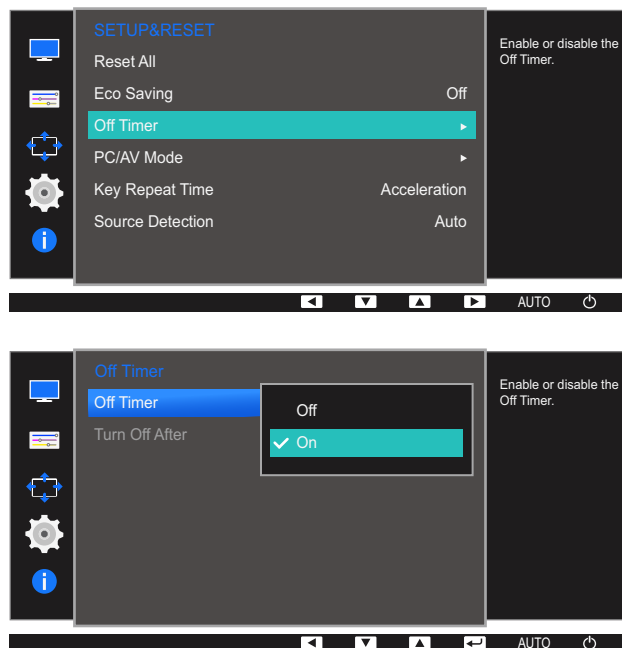 SETUP&RESET
Reset All
Eco Saving Off
Off Timer
PC/AV Mode
Key Repeat Time Acceleration
Source Detection Auto
Enable or disable the
Off Timer.
AUTO
Off Timer
Off Timer
Turn Off After
Off
On
Enable or disable the
Off Timer.
AUTO